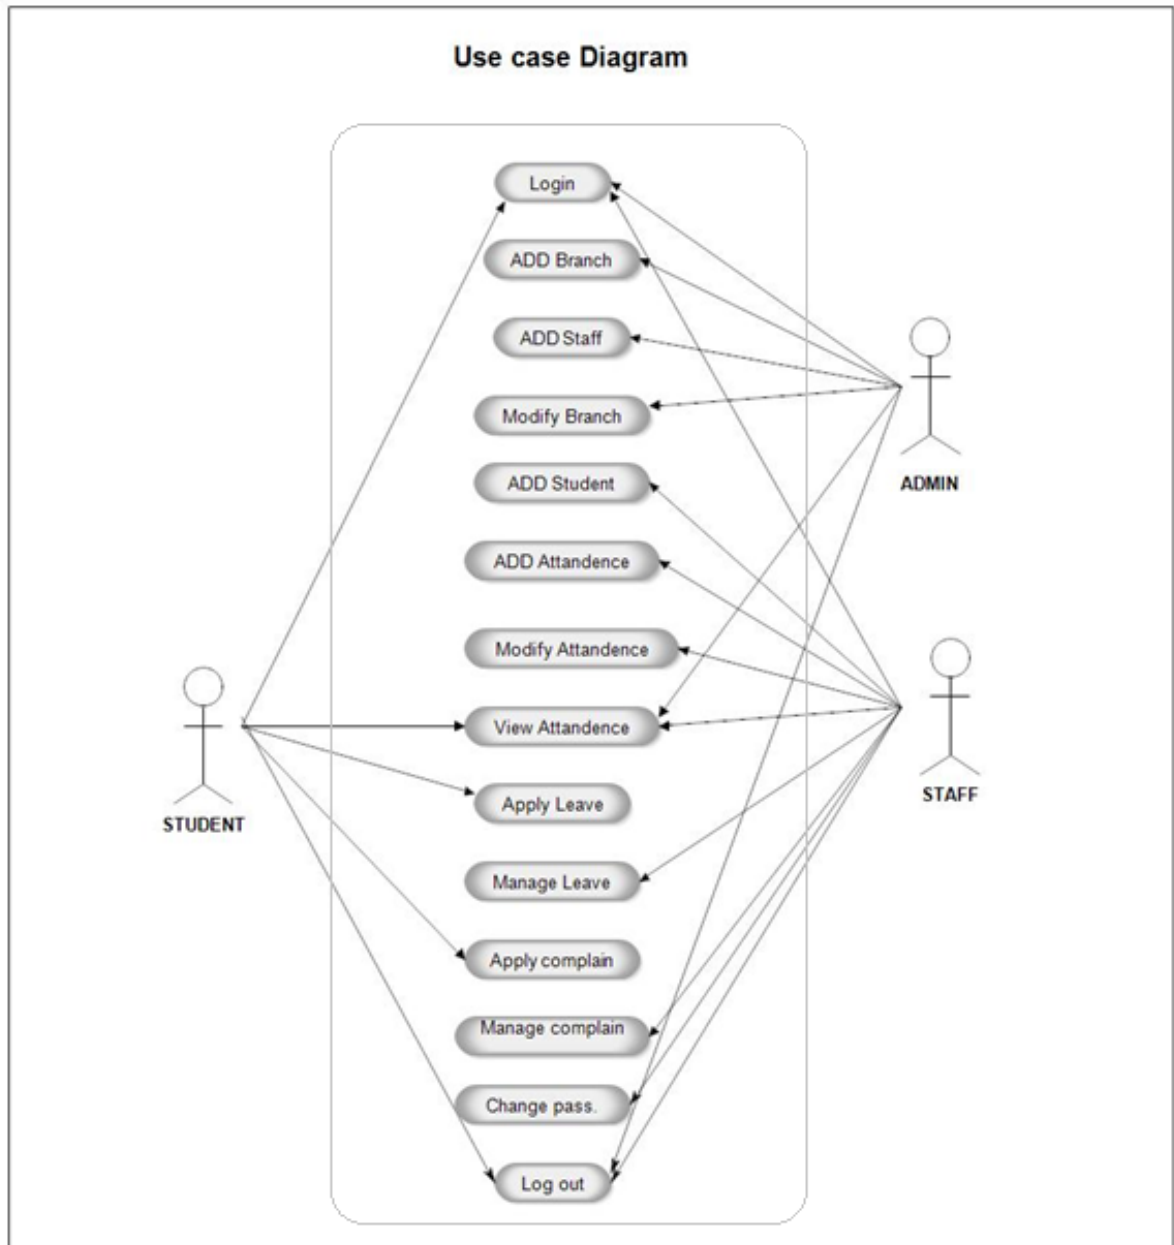 Use case Diagram
Login
ADD Branch
ADD Staff
Modify Branch
ADD Student
ADD Attandence
Modify Attandence
View Attandence
Apply Leave
Manage Leave
Apply complain
Manage complain
Change pass.
Log out
STUDENT
ADMIN
STAFF